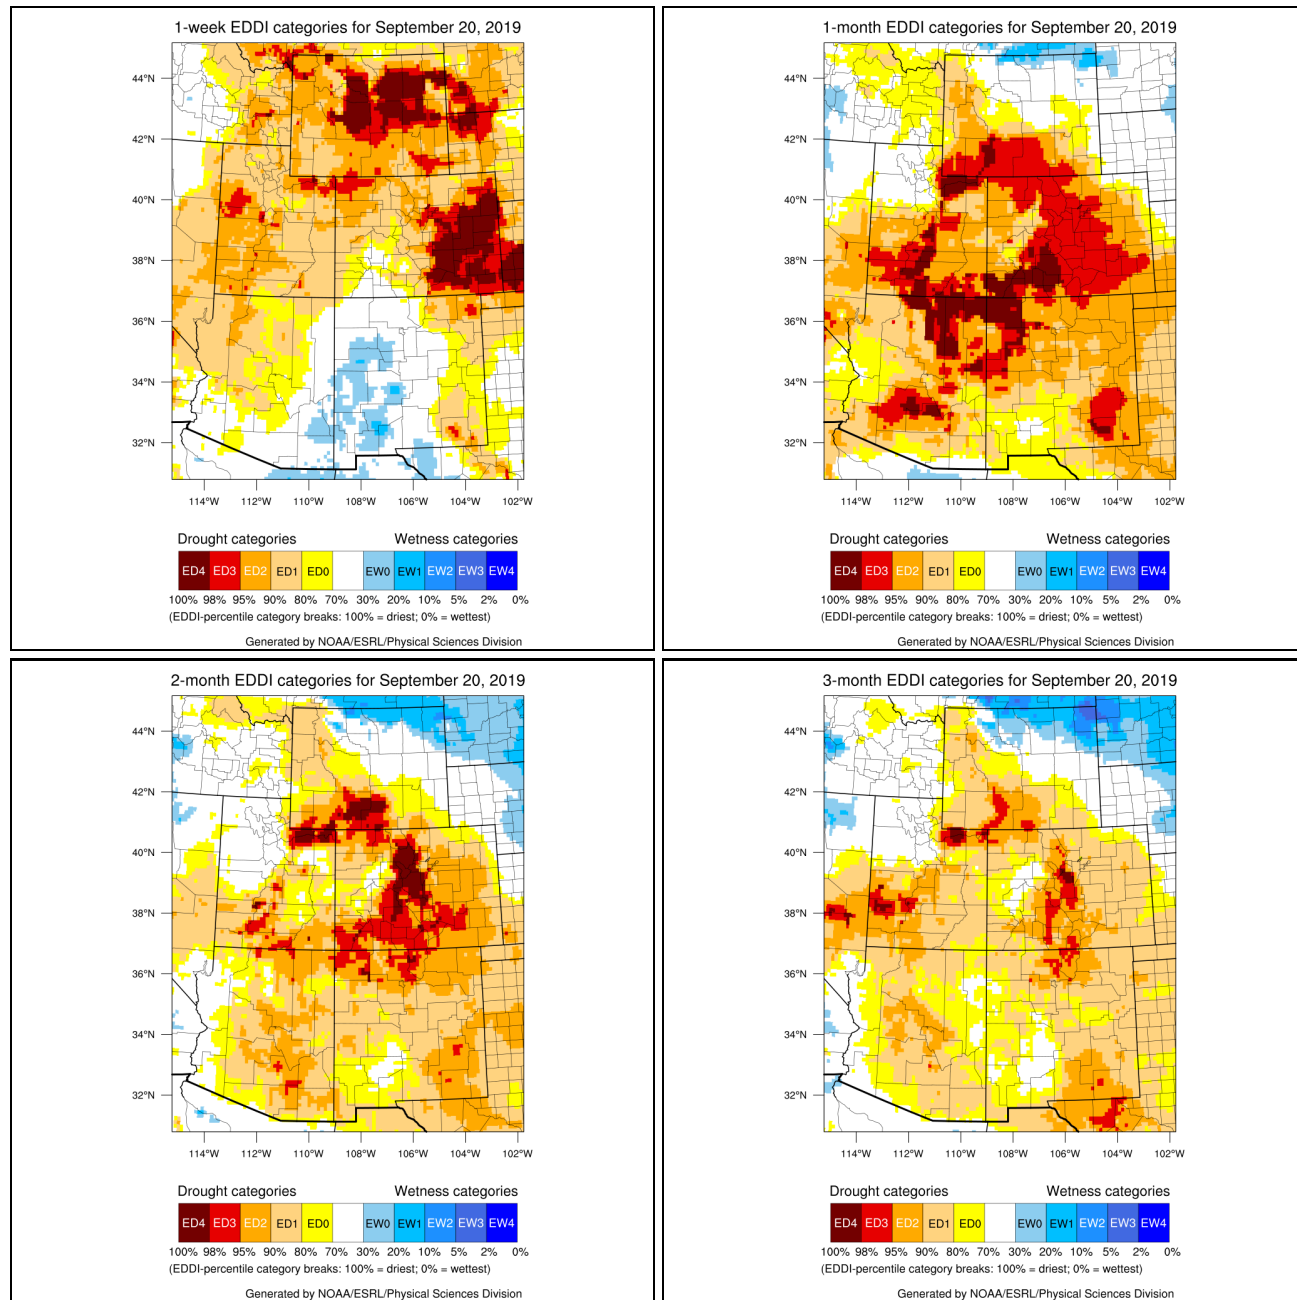 1-week EDDI categories for September 20, 2019
44°N
42°N
40°N
38°N
36°N
34°N
32°N
114°W 112°W 110°W 108°W 106°W 104°W 102°W
Drought categories Wetness categories
ED4 ED3 ED2 ED1 ED0 EW0 EW1 EW2 EW3 EW4
100% 98% 95% 90% 80% 70% 30% 20% 10% 5% 2% 0%
(EDDI-percentile category breaks: 100% = driest; 0% = wettest)
Generated by NOAA/ESRL/Physical Sciences Division
1-month EDDI categories for September 20, 2019
44°N
42°N
40°N
38°N
36°N
34°N
32°N
114°W 112°W 110°W 108°W 106°W 104°W 102°W
Drought categories Wetness categories
ED4 ED3 ED2 ED1 ED0 EW0 EW1 EW2 EW3 EW4
100% 98% 95% 90% 80% 70% 30% 20% 10% 5% 2% 0%
(EDDI-percentile category breaks: 100% = driest; 0% = wettest)
Generated by NOAA/ESRL/Physical Sciences Division
2-month EDDI categories for September 20, 2019
44°N
42°N
40°N
38°N
36°N
34°N
32°N
114°W 112°W 110°W 108°W 106°W 104°W 102°W
Drought categories Wetness categories
ED4 ED3 ED2 ED1 ED0 EW0 EW1 EW2 EW3 EW4
100% 98% 95% 90% 80% 70% 30% 20% 10% 5% 2% 0%
(EDDI-percentile category breaks: 100% = driest; 0% = wettest)
Generated by NOAA/ESRL/Physical Sciences Division
3-month EDDI categories for September 20, 2019
44°N
42°N
40°N
38°N
36°N
34°N
32°N
114°W 112°W 110°W 108°W 106°W 104°W 102°W
Drought categories Wetness categories
ED4 ED3 ED2 ED1 ED0 EW0 EW1 EW2 EW3 EW4
100% 98% 95% 90% 80% 70% 30% 20% 10% 5% 2% 0%
(EDDI-percentile category breaks: 100% = driest; 0% = wettest)
Generated by NOAA/ESRL/Physical Sciences Division